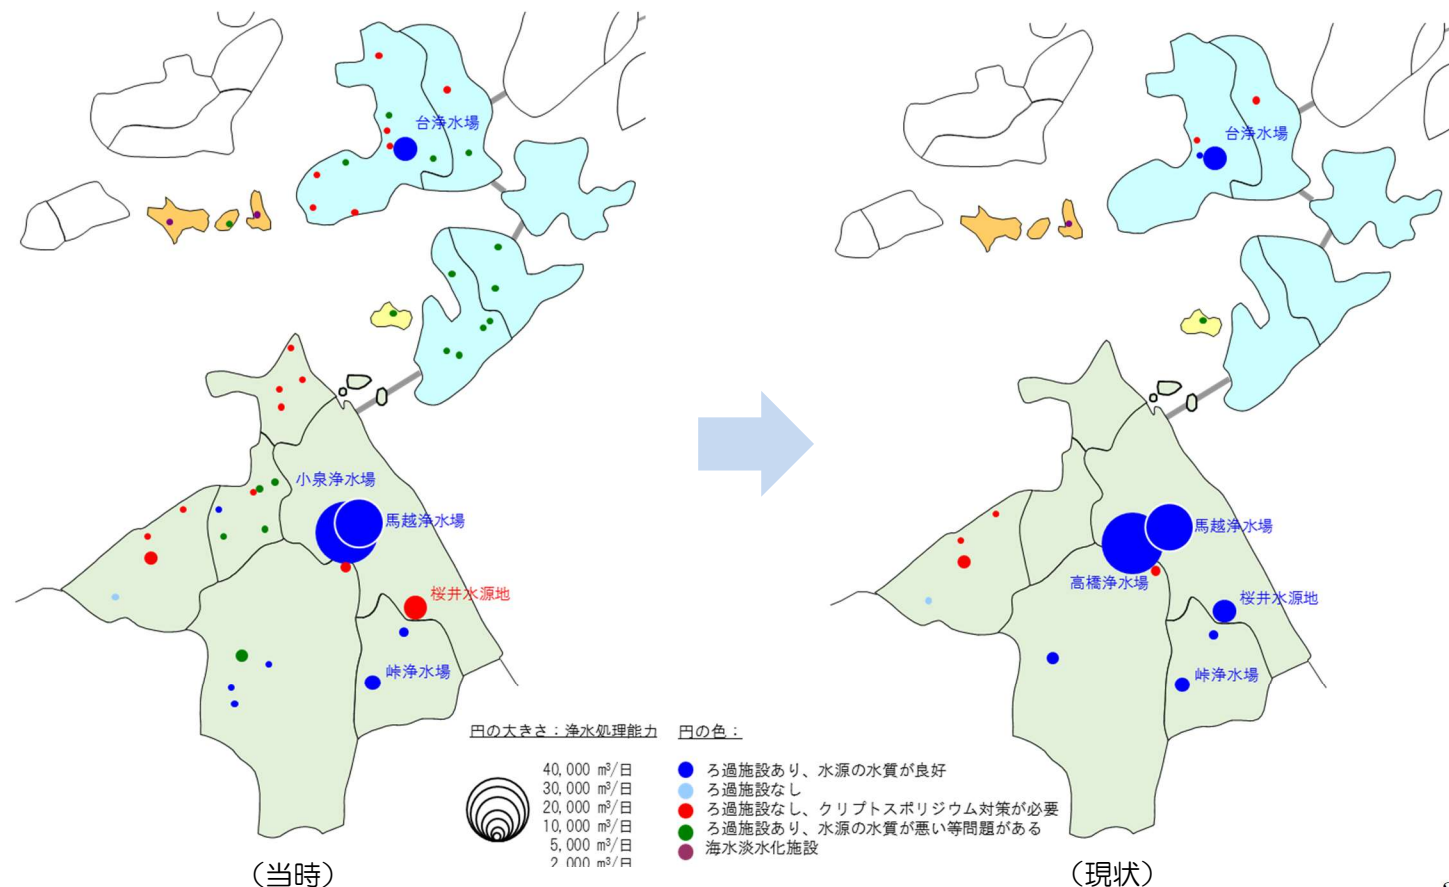 台浄水場
台浄水場
小泉浄水場
馬越浄水場
馬越浄水場
高橋浄水場
桜井水源地
桜井水源地
峠浄水場
峠浄水場
円の大きさ：浄水処理能力
40,000 m³/日
30,000 m³/日
20,000 m³/日
10,000 m³/日
5,000 m³/日
2,000 m³/日
円の色：
ろ過施設あり、水源の水質が良好
ろ過施設なし
ろ過施設なし、クリプトスポリジウム対策が必要
ろ過施設あり、水源の水質が悪い等問題がある
海水淡水化施設
（当時）
（現状）